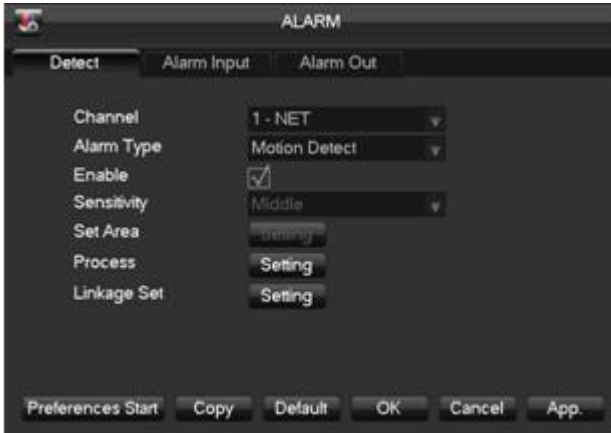 ALARM
Detect Alarm Input Alarm Out
Channel 1 - NET
Alarm Type Motion Detect
Enable
Sensitivity Middle
Set Area Setting
Process Setting
Linkage Set Setting
Preferences Start Copy Default OK Cancel App.